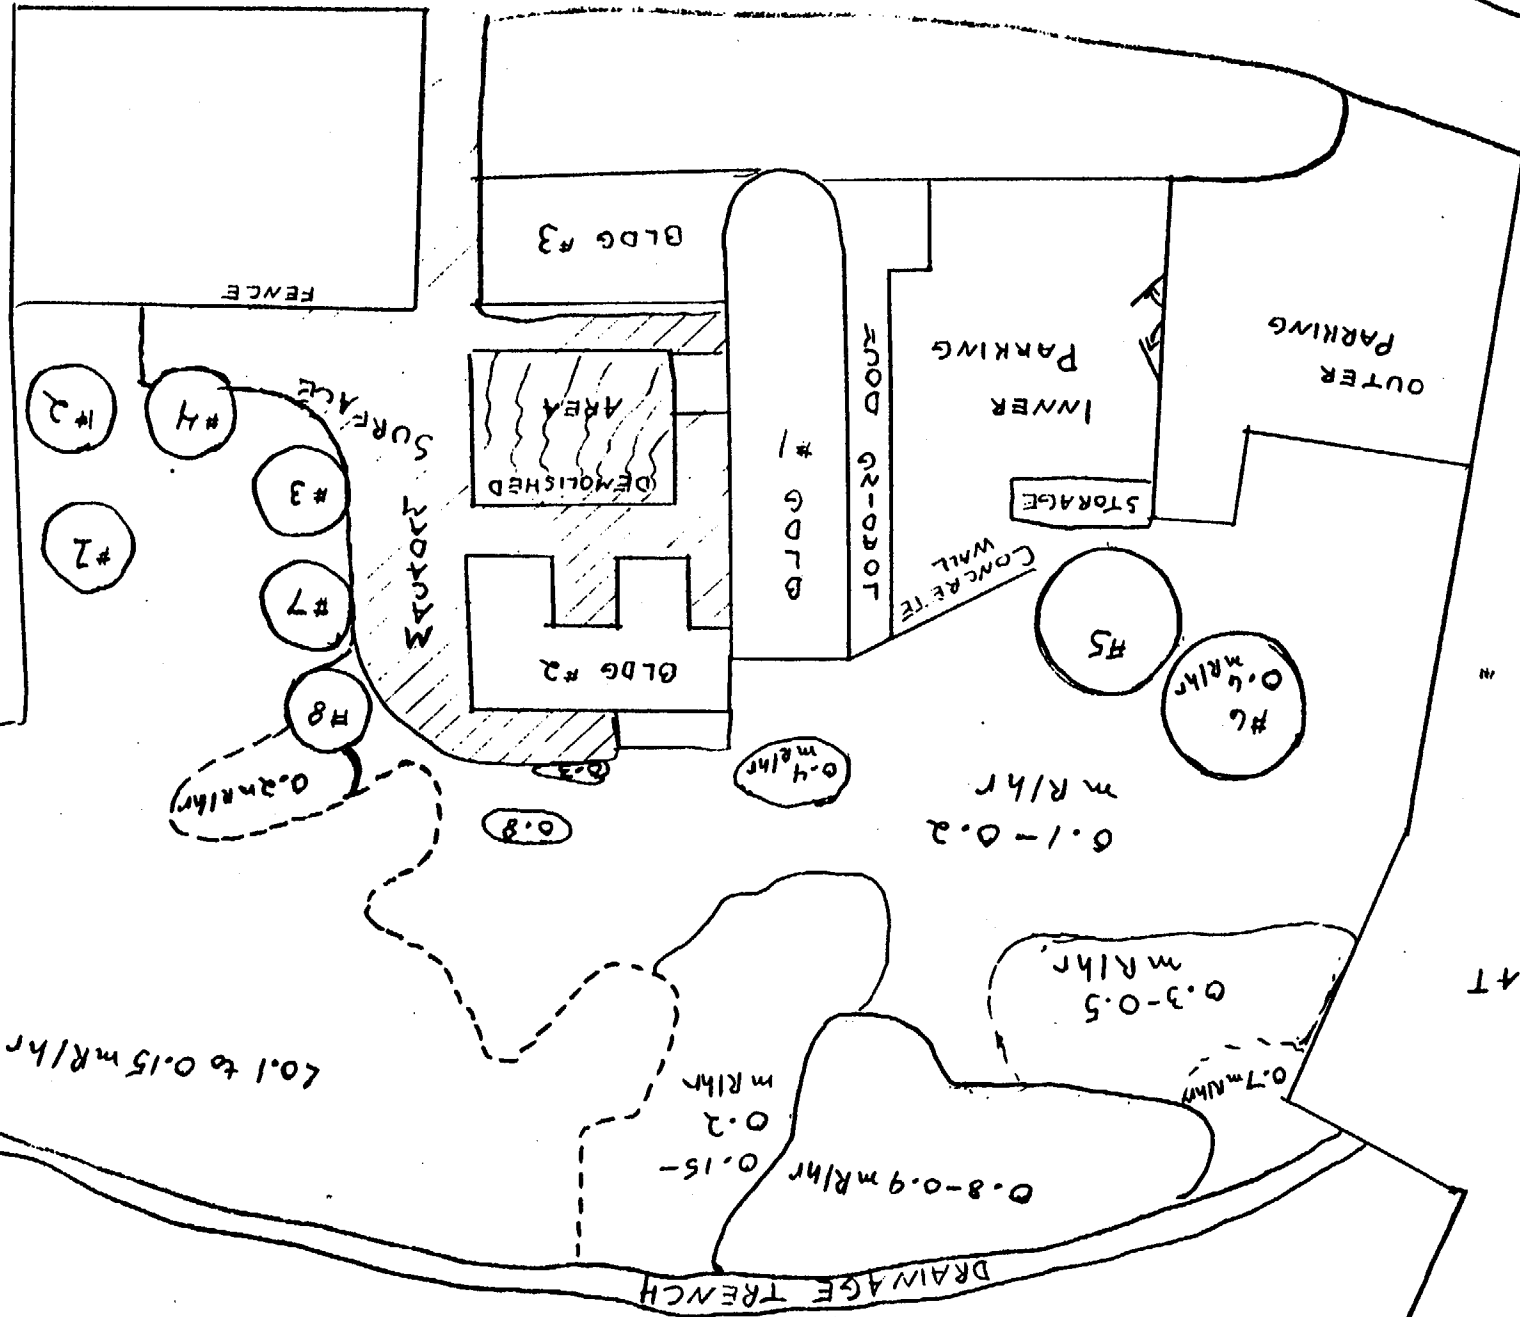 DRAINAGE TRENCH
0.8-0.9 mR/hr
0.15-
0.2
mR/hr
<0.1 to 0.15 mR/hr
0.7 mR/hr
0.3-0.5
mR/hr
0.1-0.2
mR/hr
0.8
0.4
mR/hr
0.3
0.2 mR/hr
#6
0.4
mR/hr
#5
#8
#7
#3
#4
#2
BLDG #2
MACADAM
SURFACE
CONCRETE
WALL
STORAGE
DEMOLISHED
AREA
BLDG #1
LOADING DOCK
INNER
PARKING
OUTER
PARKING
FENCE
BLDG #3